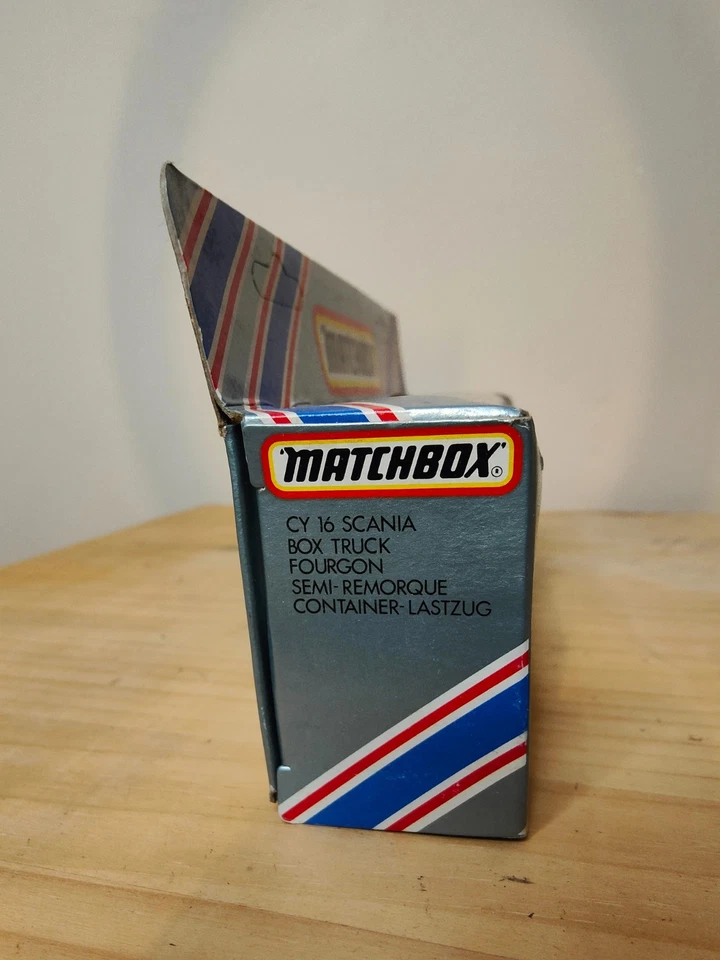 "MATCHBOX"®
CY 16 SCANIA
BOX TRUCK
FOURGON
SEMI-REMORQUE
CONTAINER-LASTZUG